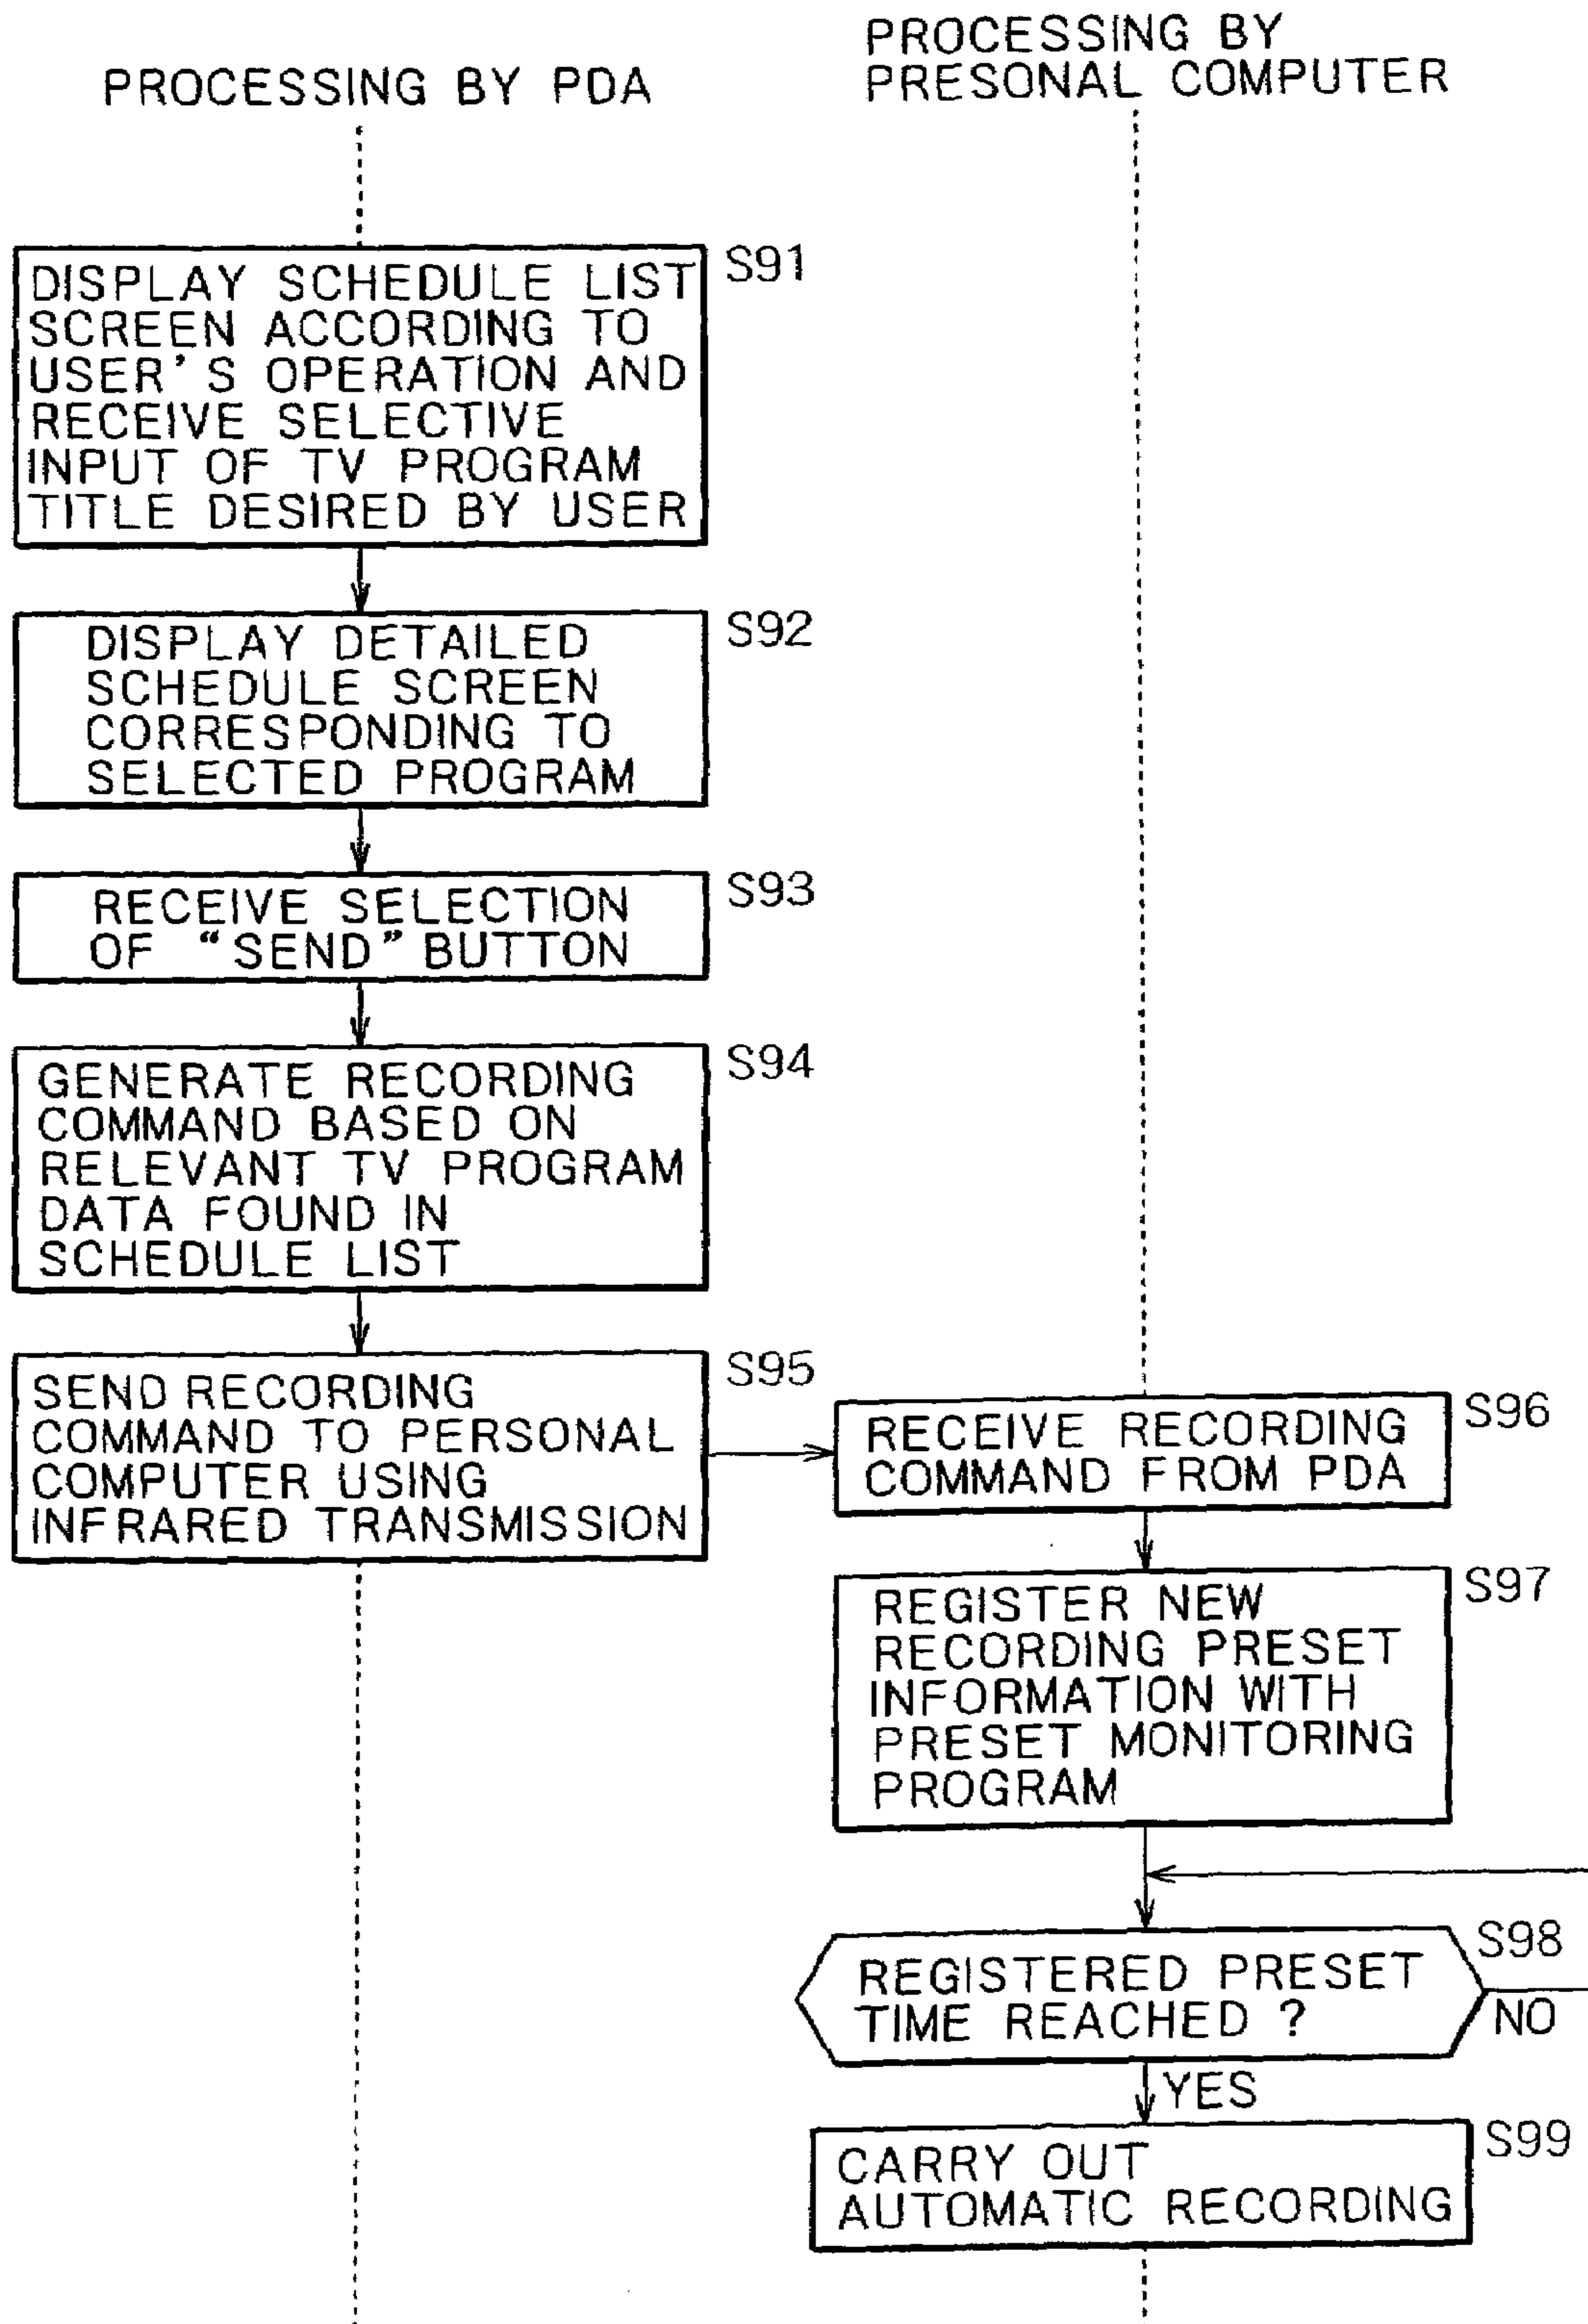 PROCESSING BY PDA
PROCESSING BY
PRESONAL COMPUTER
DISPLAY SCHEDULE LIST
SCREEN ACCORDING TO
USER'S OPERATION AND
RECEIVE SELECTIVE
INPUT OF TV PROGRAM
TITLE DESIRED BY USER
S91
DISPLAY DETAILED
SCHEDULE SCREEN
CORRESPONDING TO
SELECTED PROGRAM
S92
RECEIVE SELECTION
OF “SEND” BUTTON
S93
GENERATE RECORDING
COMMAND BASED ON
RELEVANT TV PROGRAM
DATA FOUND IN
SCHEDULE LIST
S94
SEND RECORDING
COMMAND TO PERSONAL
COMPUTER USING
INFRARED TRANSMISSION
S95
RECEIVE RECORDING
COMMAND FROM PDA
S96
REGISTER NEW
RECORDING PRESET
INFORMATION WITH
PRESET MONITORING
PROGRAM
S97
REGISTERED PRESET
TIME REACHED ?
S98
NO
YES
CARRY OUT
AUTOMATIC RECORDING
S99